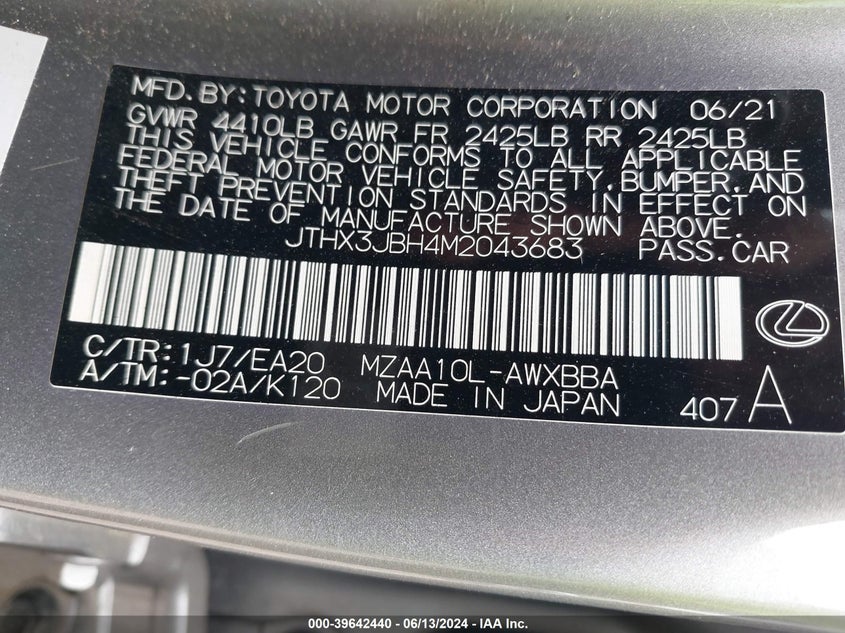 MFD. BY: TOYOTA MOTOR CORPORATION 06/21
GVWR 4410LB GAWR FR 2425LB RR 2425LB
THIS VEHICLE CONFORMS TO ALL APPLICABLE
FEDERAL MOTOR VEHICLE SAFETY, BUMPER, AND
THEFT PREVENTION STANDARDS IN EFFECT ON
THE DATE OF MANUFACTURE SHOWN ABOVE.
JTHX3JBH4M2043683 PASS.CAR
C/TR: 1J7/EA20 MZAA10L-AWXBBA
A/TM: -02A/K120 MADE IN JAPAN 407 A
000-39642440 - 06/13/2024 - IAA Inc.